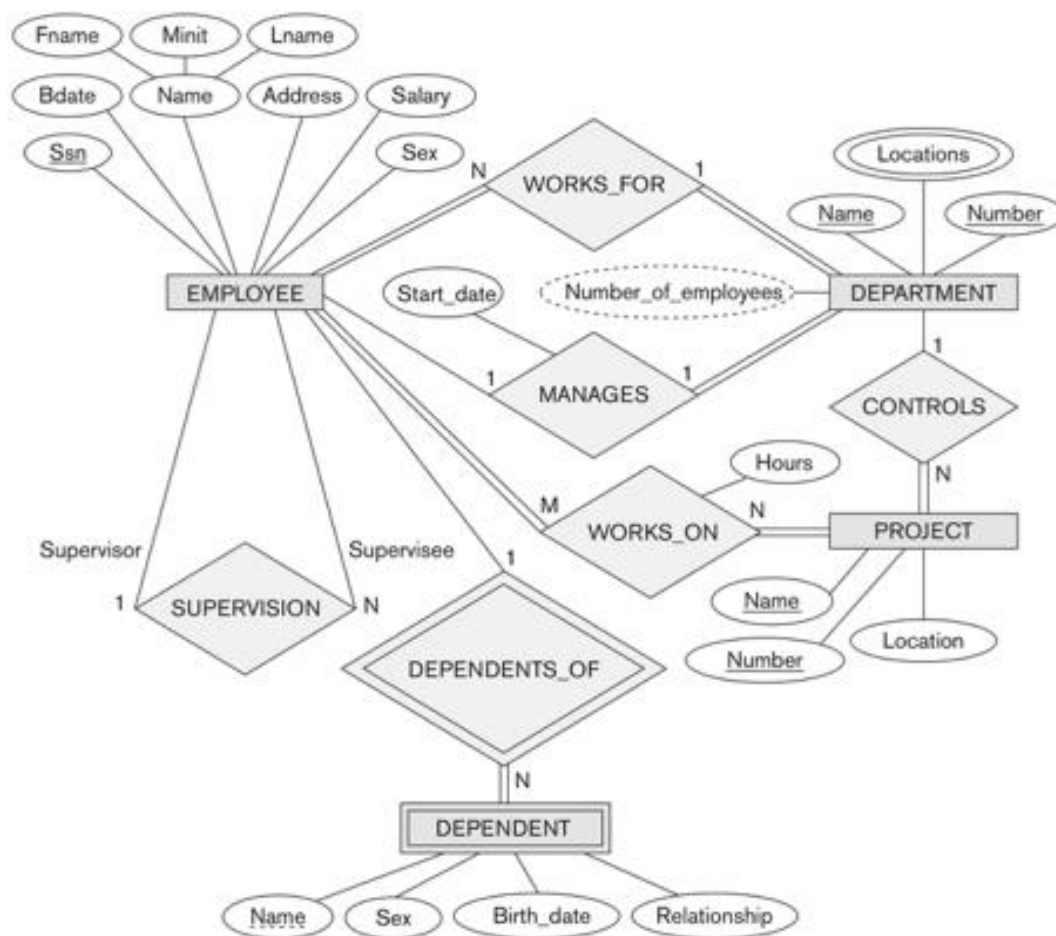 Fname
Minit
Lname
Bdate
Name
Address
Salary
Ssn
Sex
N
WORKS_FOR
1
Locations
Name
Number
EMPLOYEE
Start_date
Number_of_employees
DEPARTMENT
1
MANAGES
1
1
CONTROLS
N
Hours
M
WORKS_ON
N
PROJECT
Supervisor
Supervisee
1
SUPERVISION
N
1
Name
Number
Location
DEPENDENTS_OF
N
DEPENDENT
Name
Sex
Birth_date
Relationship